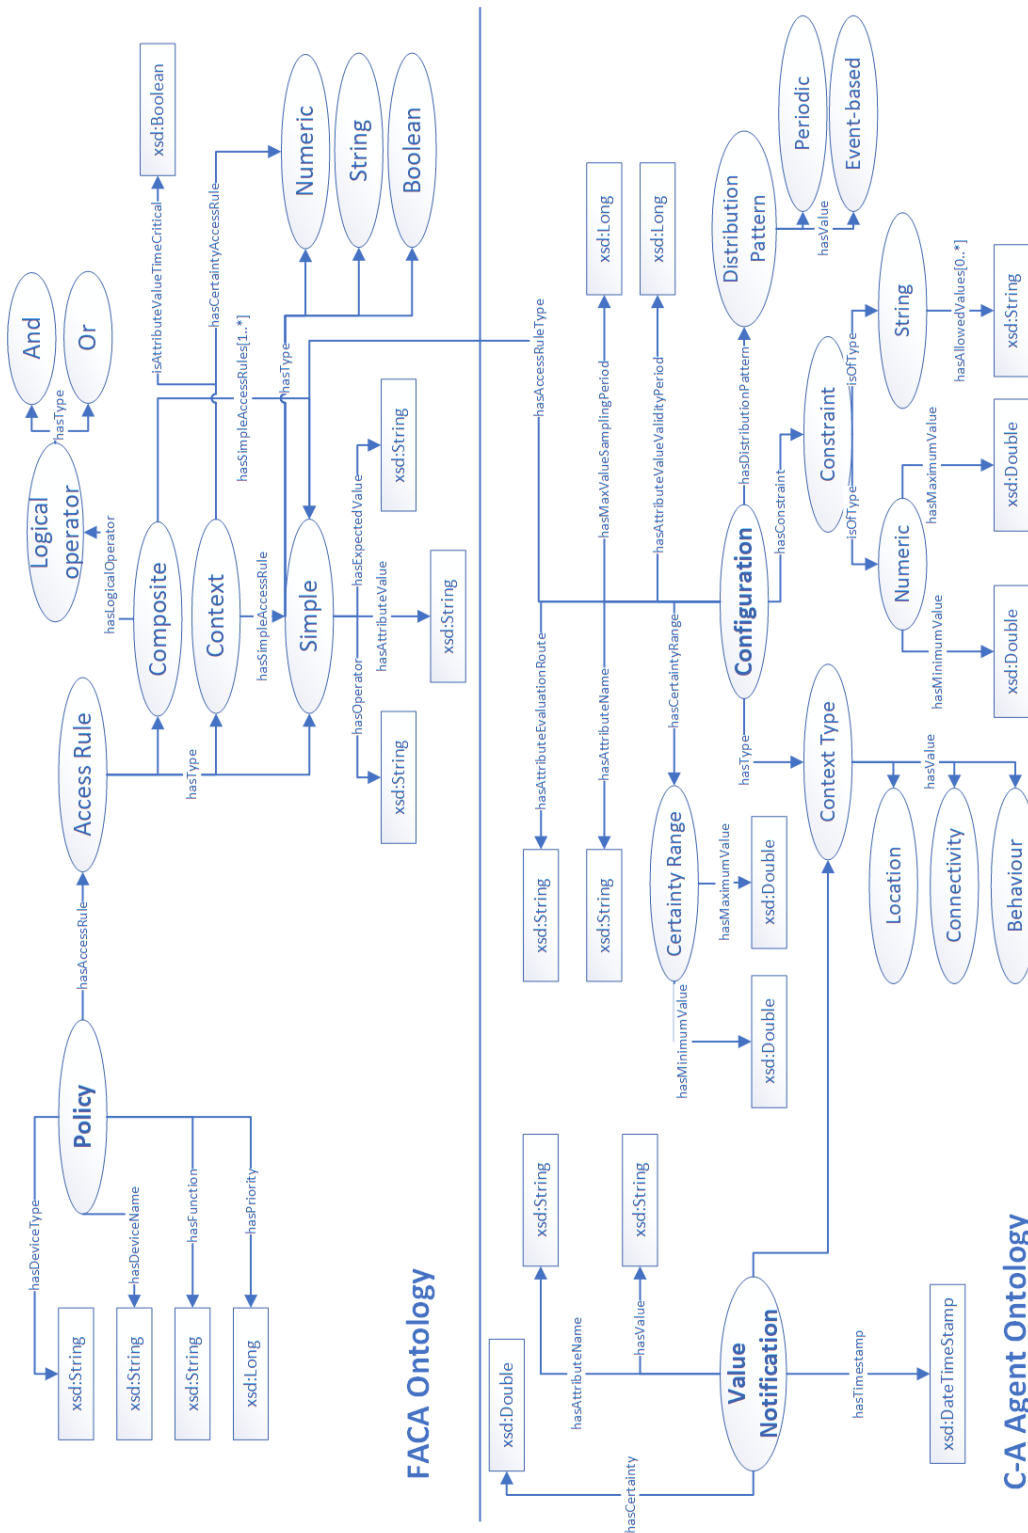 FACA Ontology
Policy
hasDeviceType
xsd:String
hasDeviceName
xsd:String
hasFunction
xsd:String
hasPriority
xsd:Long
hasAccessRule
Access Rule
hasType
Composite
Context
Simple
hasLogicalOperator
Logical
operator
hasType
And
Or
hasSimpleAccessRule
hasSimpleAccessRules[1..*]
isAttributeValueTimeCritical
xsd:Boolean
hasCertaintyAccessRule
hasType
Numeric
String
Boolean
hasOperator
xsd:String
hasAttributeValue
xsd:String
hasExpectedValue
xsd:String
C-A Agent Ontology
Value
Notification
hasCertainty
xsd:Double
hasAttributeName
xsd:String
hasValue
xsd:String
hasTimestamp
xsd:DateTimeStamp
Configuration
hasAccessRuleType
hasAttributeEvaluationRoute
xsd:String
hasAttributeName
xsd:String
hasMaxValueSamplingPeriod
xsd:Long
hasAttributeValueValidityPeriod
xsd:Long
hasCertaintyRange
Certainty Range
hasMinimumValue
xsd:Double
hasMaximumValue
xsd:Double
hasType
Context Type
hasValue
Location
Connectivity
Behaviour
hasDistributionPattern
Distribution
Pattern
hasValue
Periodic
Event-based
hasConstraint
Constraint
isOfType
isOfType
Numeric
hasMinimumValue
xsd:Double
hasMaximumValue
xsd:Double
String
hasAllowedValues[0..*]
xsd:String